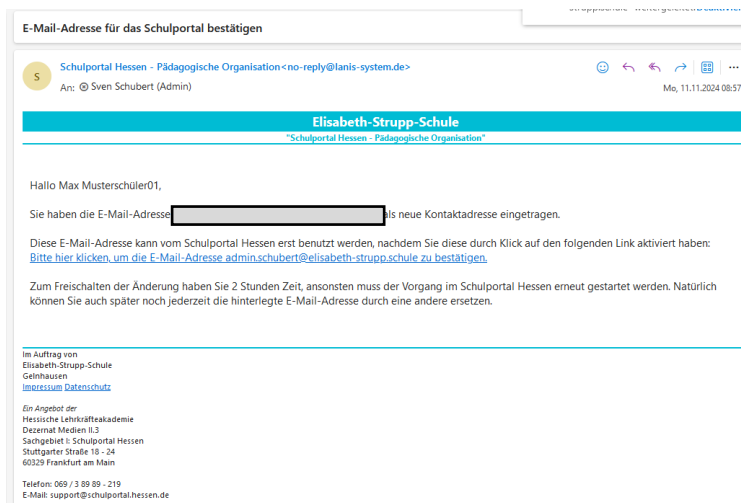 E-Mail-Adresse für das Schulportal bestätigen
S
Schulportal Hessen - Pädagogische Organisation<no-reply@lanis-system.de>
An: Sven Schubert (Admin)
Mo, 11.11.2024 08:57
Elisabeth-Strupp-Schule
"Schulportal Hessen - Pädagogische Organisation"
Hallo Max Musterschüler01,
Sie haben die E-Mail-Adresse als neue Kontaktadresse eingetragen.
Diese E-Mail-Adresse kann vom Schulportal Hessen erst benutzt werden, nachdem Sie diese durch Klick auf den folgenden Link aktiviert haben:
Bitte hier klicken, um die E-Mail-Adresse admin.schubert@elisabeth-strupp.schule zu bestätigen.
Zum Freischalten der Änderung haben Sie 2 Stunden Zeit, ansonsten muss der Vorgang im Schulportal Hessen erneut gestartet werden. Natürlich
können Sie auch später noch jederzeit die hinterlegte E-Mail-Adresse durch eine andere ersetzen.
Im Auftrag von
Elisabeth-Strupp-Schule
Gelnhausen
Impressum Datenschutz
Ein Angebot der
Hessische Lehrkräfteakademie
Dezernat Medien II.3
Sachgebiet I: Schulportal Hessen
Stuttgarter Straße 18 - 24
60329 Frankfurt am Main
Telefon: 069 / 3 89 89 - 219
E-Mail: support@schulportal.hessen.de